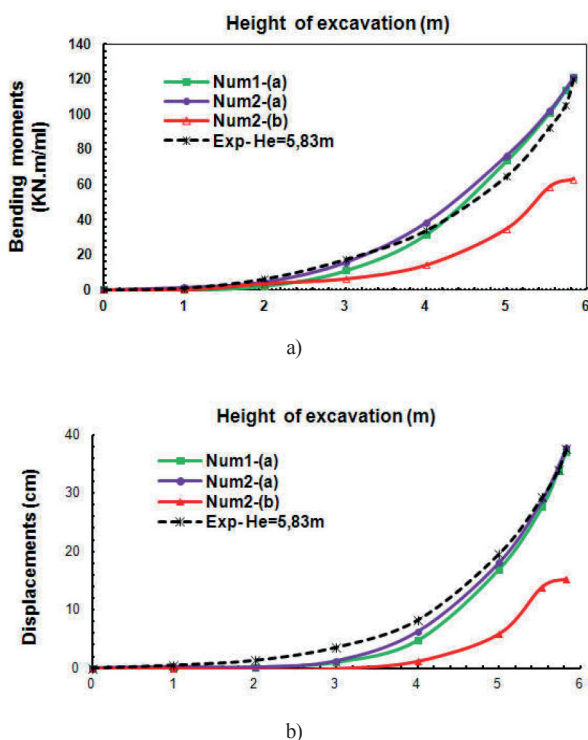 Height of excavation (m)
Bending moments
(KN.m/ml)
140
120
100
80
60
40
20
0
Num1-(a)
Num2-(a)
Num2-(b)
Exp- He=5,83m
0 1 2 3 4 5 6
a)
Height of excavation (m)
Displacements (cm)
40
30
20
10
0
Num1-(a)
Num2-(a)
Num2-(b)
Exp- He=5,83m
0 1 2 3 4 5 6
b)